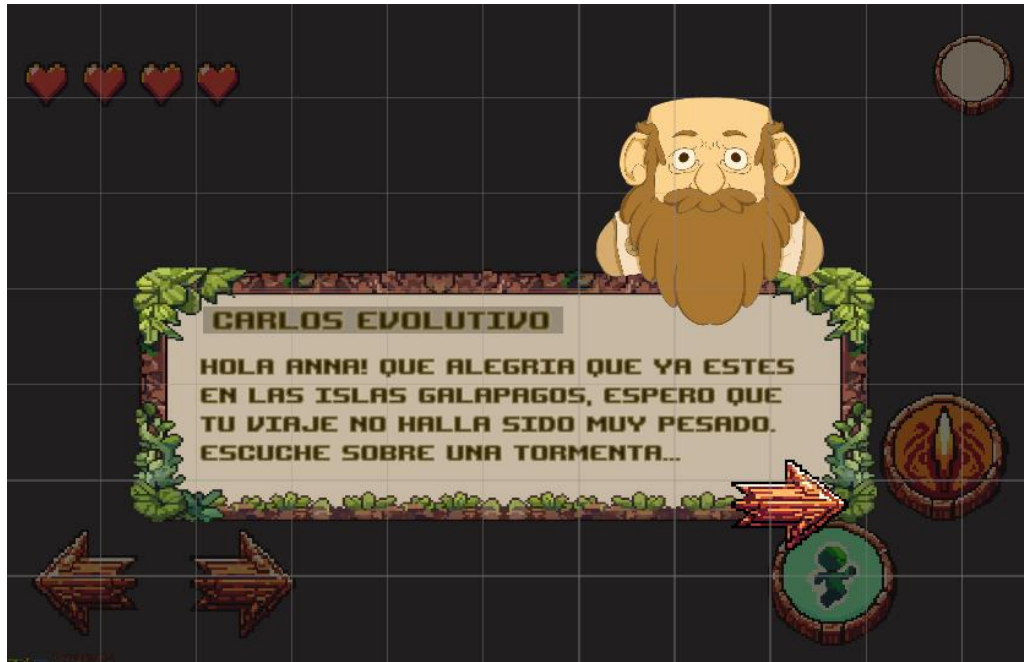 CARLOS EVOLUTIVO
HOLA ANNA! QUE ALEGRIA QUE YA ESTES
EN LAS ISLAS GALAPAGOS, ESPERO QUE
TU VIAJE NO HALLA SIDO MUY PESADO.
ESCUCHE SOBRE UNA TORMENTA...